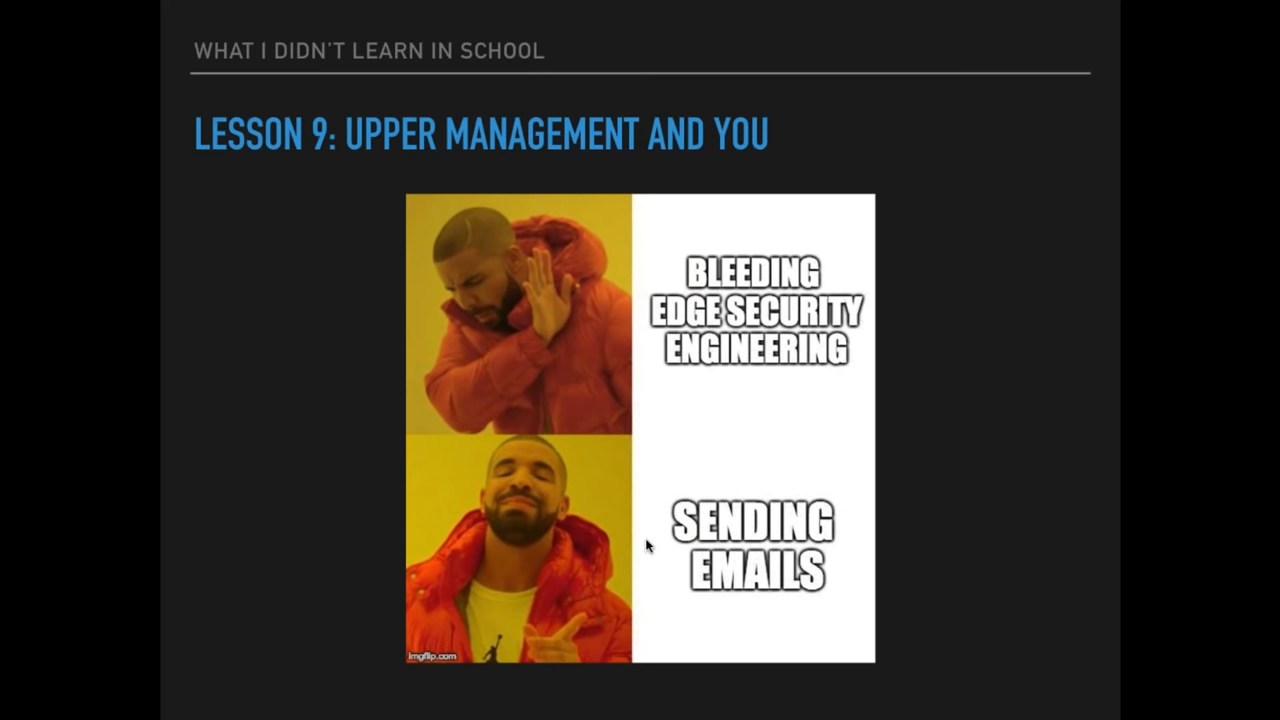 WHAT I DIDN'T LEARN IN SCHOOL
LESSON 9: UPPER MANAGEMENT AND YOU
BLEEDING
EDGE SECURITY
ENGINEERING
SENDING
EMAILS
imgflip.com